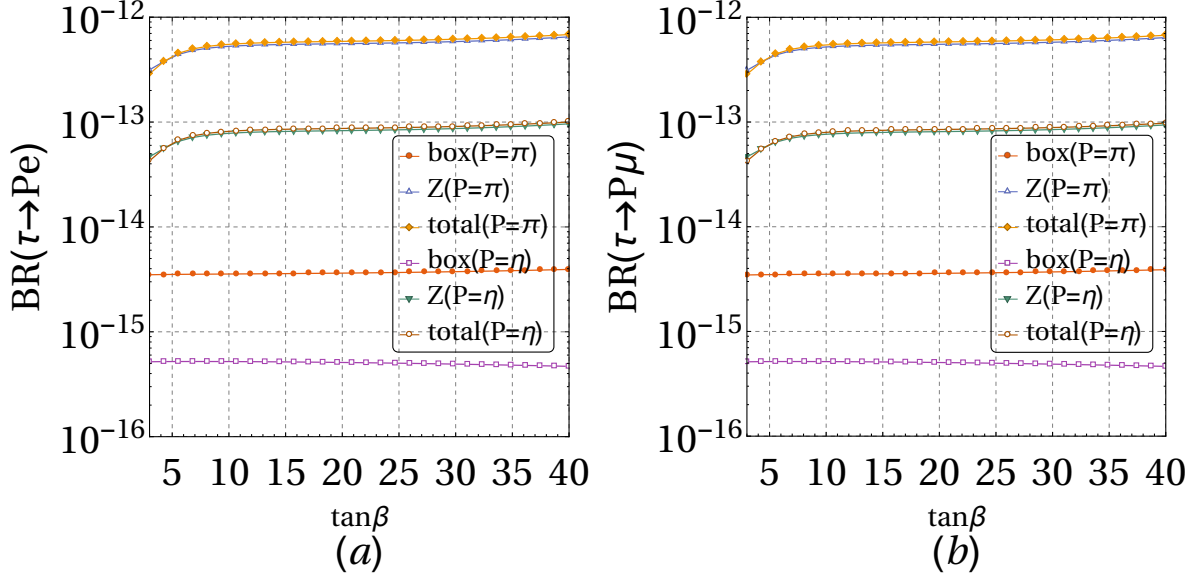 BR(τ→Pe)
10⁻¹²
10⁻¹³
10⁻¹⁴
10⁻¹⁵
10⁻¹⁶
box(P=π)
Z(P=π)
total(P=π)
box(P=η)
Z(P=η)
total(P=η)
5 10 15 20 25 30 35 40
tanβ
(a)
BR(τ→Pμ)
10⁻¹²
10⁻¹³
10⁻¹⁴
10⁻¹⁵
10⁻¹⁶
box(P=π)
Z(P=π)
total(P=π)
box(P=η)
Z(P=η)
total(P=η)
5 10 15 20 25 30 35 40
tanβ
(b)